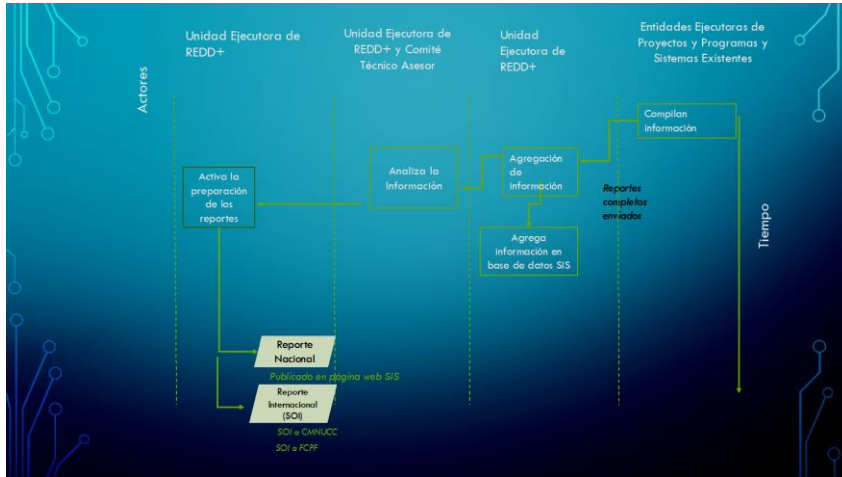 Actores
Unidad Ejecutora de
REDD+
Unidad Ejecutora de
REDD+ y Comité
Técnico Asesor
Unidad
Ejecutora de
REDD+
Entidades Ejecutoras de
Proyectos y Programas y
Sistemas Existentes
Compilan
información
Agregación
de
información
Analiza la
Información
Activa la
preparación
de los
reportes
Reportes
completos
enviados
Agrega
información en
base de datos SIS
Tiempo
Reporte
Nacional
Publicado en página web SIS
Reporte
Internacional
(SOI)
SOI a CMNUCC
SOI a FCPF